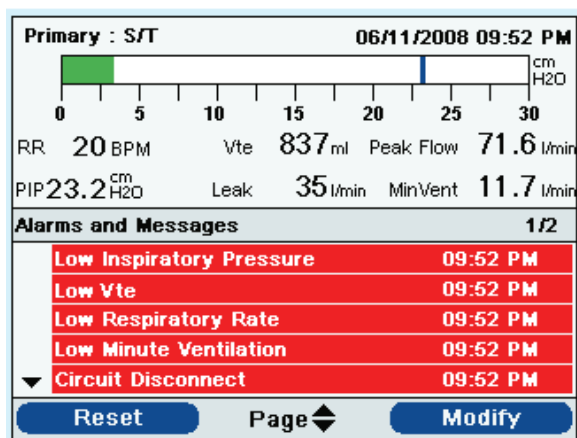 Primary : S/T 06/11/2008 09:52 PM
cm
H2O
0 5 10 15 20 25 30
RR 20 BPM Vte 837 ml Peak Flow 71.6 l/min
PIP 23.2 cm H2O Leak 35 l/min MinVent 11.7 l/min
Alarms and Messages 1/2
Low Inspiratory Pressure 09:52 PM
Low Vte 09:52 PM
Low Respiratory Rate 09:52 PM
Low Minute Ventilation 09:52 PM
Circuit Disconnect 09:52 PM
Reset Page Modify